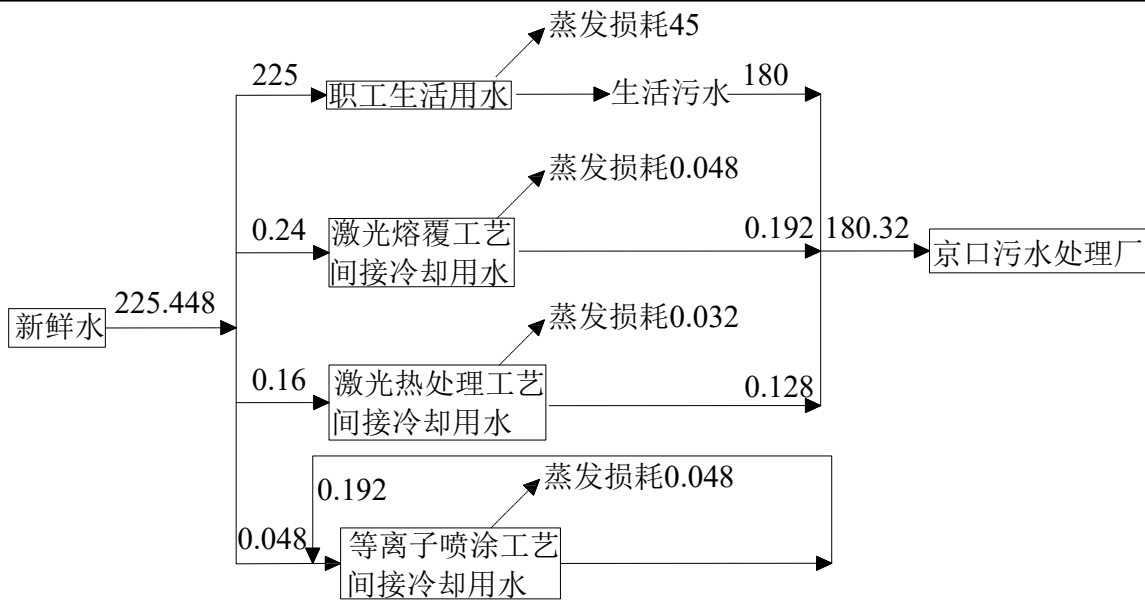 蒸发损耗45
225
职工生活用水
生活污水
180
蒸发损耗0.048
0.24
激光熔覆工艺
间接冷却用水
0.192
180.32
京口污水处理厂
新鲜水
225.448
蒸发损耗0.032
0.16
激光热处理工艺
间接冷却用水
0.128
蒸发损耗0.048
0.192
0.048
等离子喷涂工艺
间接冷却用水